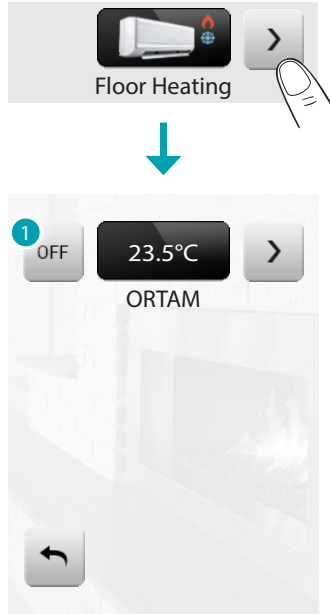 Floor Heating
1
OFF
23.5°C
ORTAM